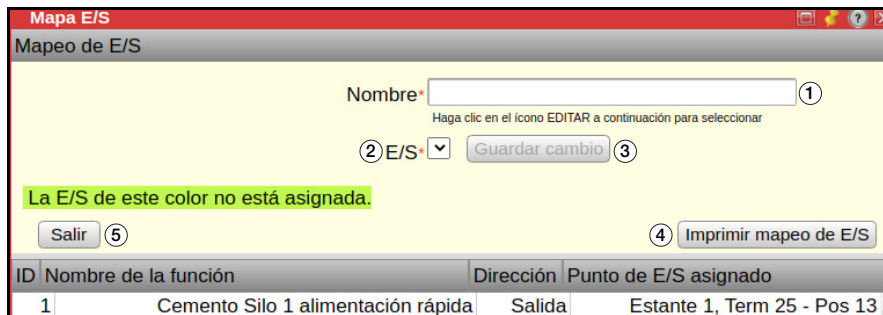 Mapa E/S
Mapeo de E/S
Nombre* 1
Haga clic en el ícono EDITAR a continuación para seleccionar
2 E/S* Guardar cambio 3
La E/S de este color no está asignada.
Salir 5 4 Imprimir mapeo de E/S
ID Nombre de la función Dirección Punto de E/S asignado
1 Cemento Silo 1 alimentación rápida Salida Estante 1, Term 25 - Pos 13